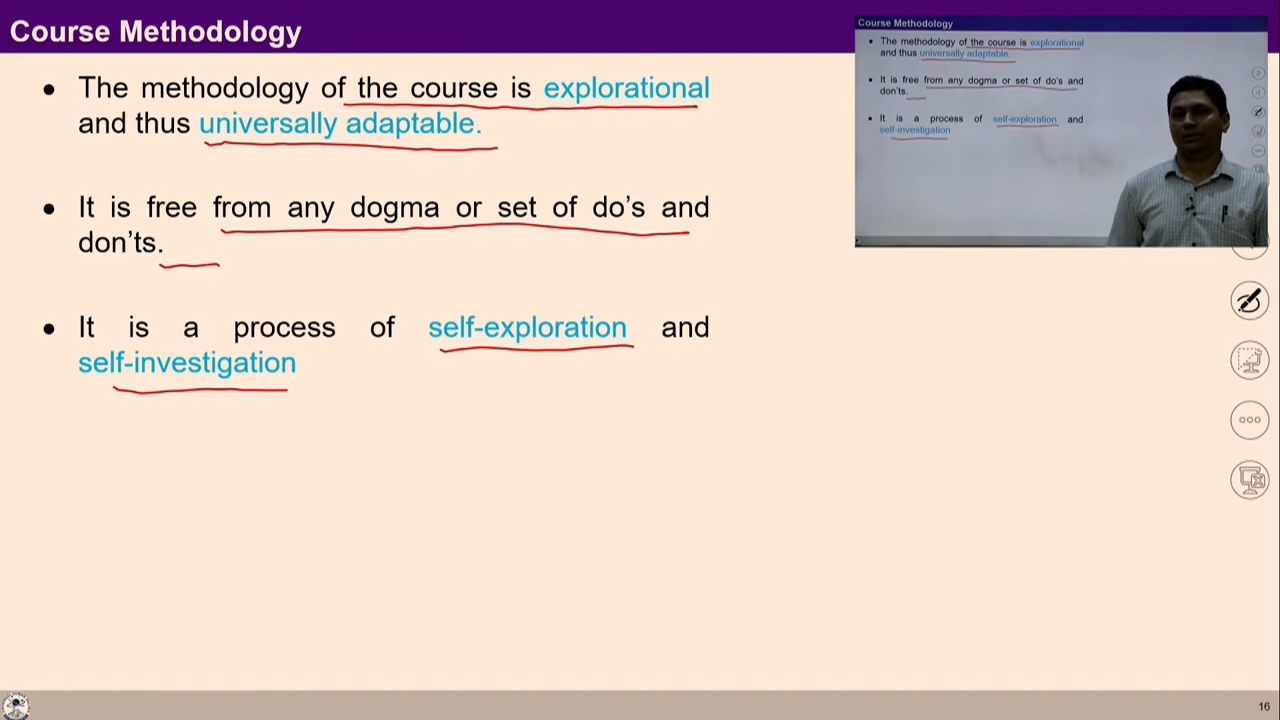 Course Methodology
● The methodology of the course is explorational
and thus universally adaptable.
● It is free from any dogma or set of do’s and
don’ts.
● It is a process of self-exploration and
self-investigation
Course Methodology
• The methodology of the course is explorational
and thus universally adaptable.
• It is free from any dogma or set of do's and
don'ts.
• It is a process of self-exploration and
self-investigation
16